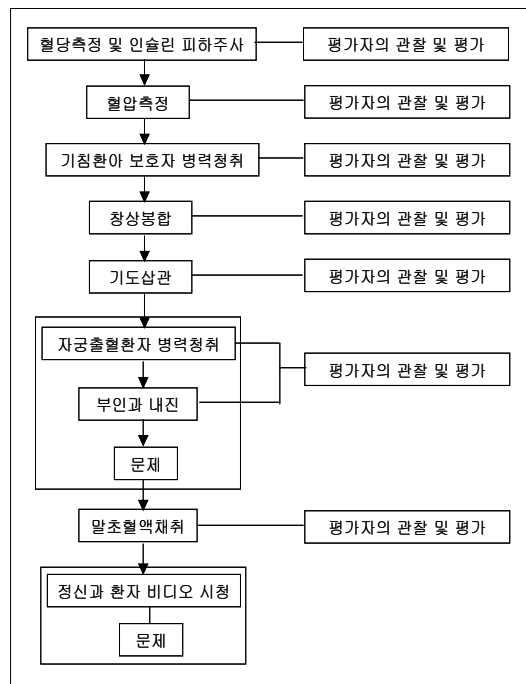 혈당측정 및 인슐린 피하주사
평가자의 관찰 및 평가
혈압측정
평가자의 관찰 및 평가
기침환아 보호자 병력청취
평가자의 관찰 및 평가
창상봉합
평가자의 관찰 및 평가
기도삽관
평가자의 관찰 및 평가
자궁출혈환자 병력청취
평가자의 관찰 및 평가
부인과 내진
문제
말초혈액채취
평가자의 관찰 및 평가
정신과 환자 비디오 시청
문제